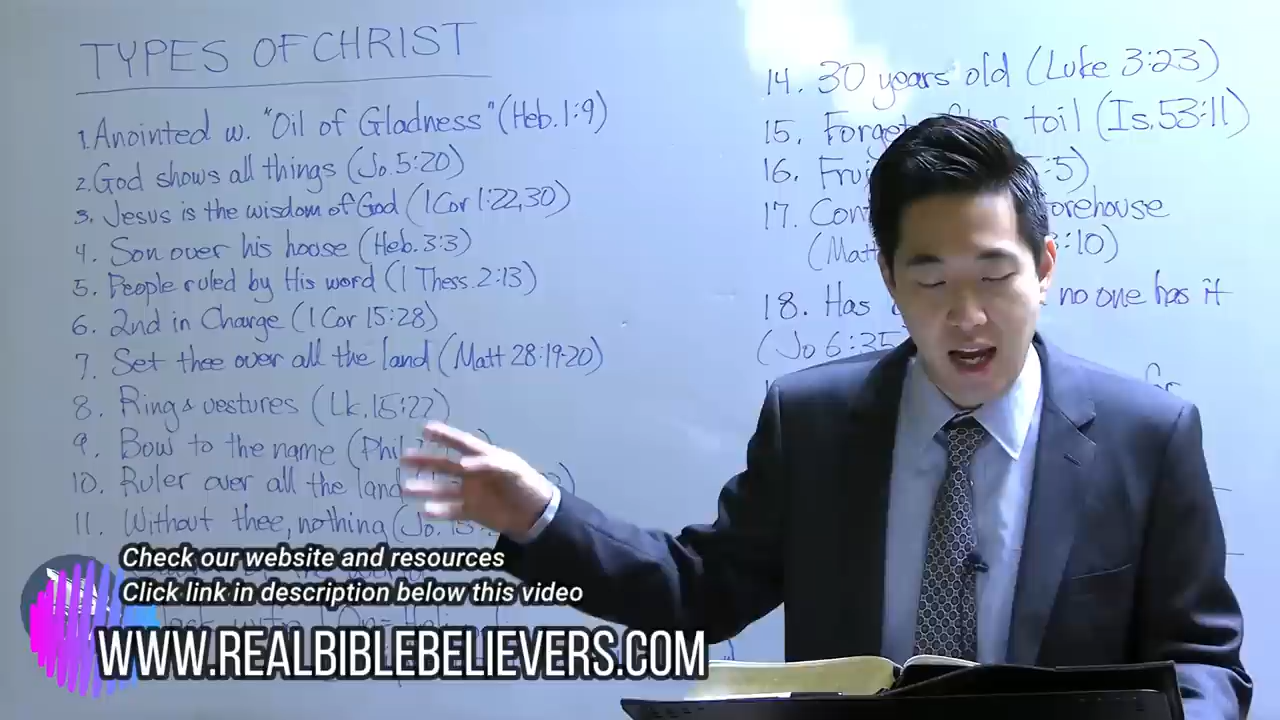 TYPES OF CHRIST
1. Anointed w. "Oil of Gladness" (Heb. 1:9)
2. God shows all things (Jo. 5:20)
3. Jesus is the wisdom of God (1 Cor 1:22,30)
4. Son over his house (Heb. 3:3)
5. People ruled by His word (1 Thess. 2:13)
6. 2nd in Charge (1 Cor 15:28)
7. Set thee over all the land (Matt 28:19-20)
8. Ring & vestures (Lk. 15:22)
9. Bow to the name
10. Ruler over all the land
11. Without thee, nothing (Jo. 15:
14. 30 years old (Luke 3:23)
15. toil (Is. 53:11)
16. :5)
17. storehouse
(Matt :10)
18. Has no one has it
(Jo 6:35
Check our website and resources
Click link in description below this video
WWW.REALBIBLEBELIEVERS.COM